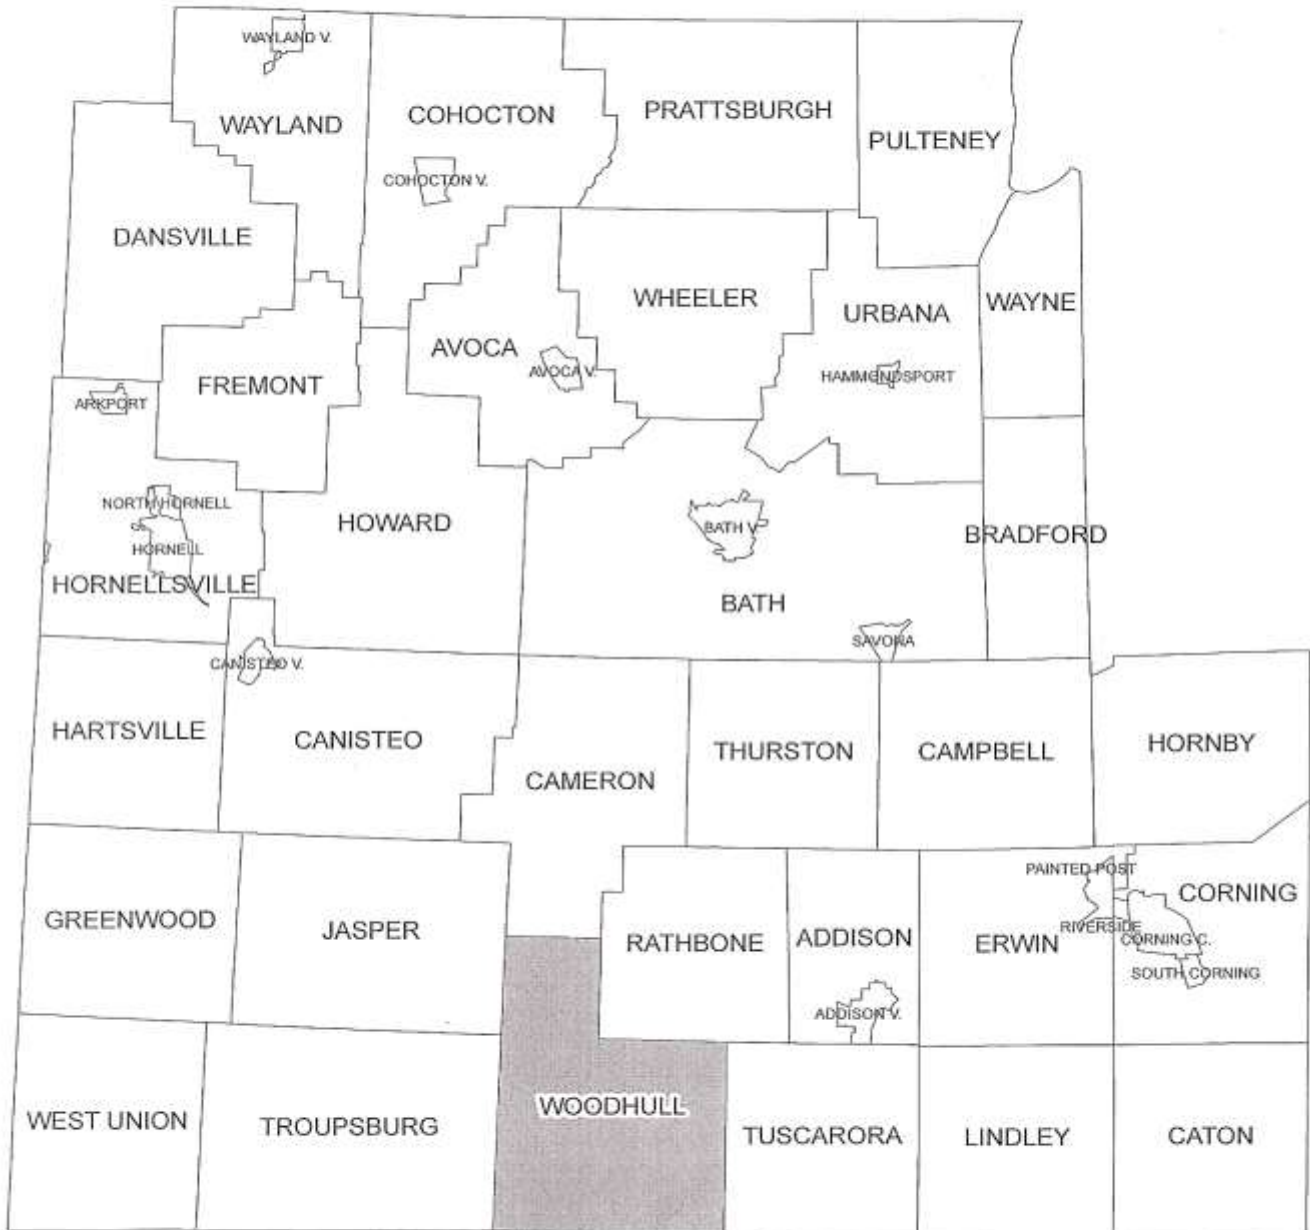 WAYLAND V.
WAYLAND
COHOCTON
PRATTSBURGH
PULTENEY
COHOCTON V.
DANSVILLE
WHEELER
URBANA
WAYNE
AVOCA
AVOCA V.
HAMMONDSPORT
FREMONT
ARKPORT
NORTH HORNELL
HORNELL
HORNELLSVILLE
HOWARD
BATH V.
BRADFORD
BATH
SAVONA
CANISTEO V.
HARTSVILLE
CANISTEO
CAMERON
THURSTON
CAMPBELL
HORNBY
PAINTED POST
CORNING
GREENWOOD
JASPER
RATHBONE
ADDISON
ERWIN
RIVERSIDE
CORNING C.
SOUTH CORNING
ADDISON V.
WEST UNION
TROUPSBURG
WOODHULL
TUSCARORA
LINDLEY
CATON